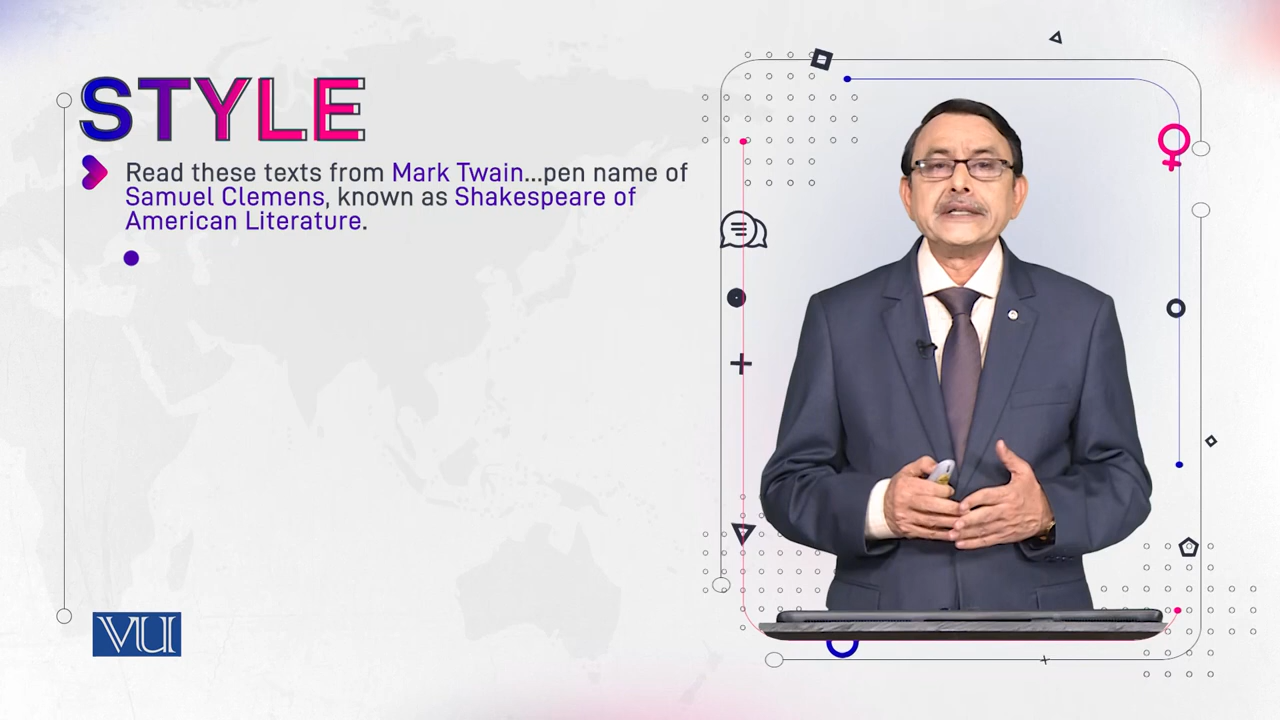 STYLE
Read these texts from Mark Twain...pen name of
Samuel Clemens, known as Shakespeare of
American Literature.
VU